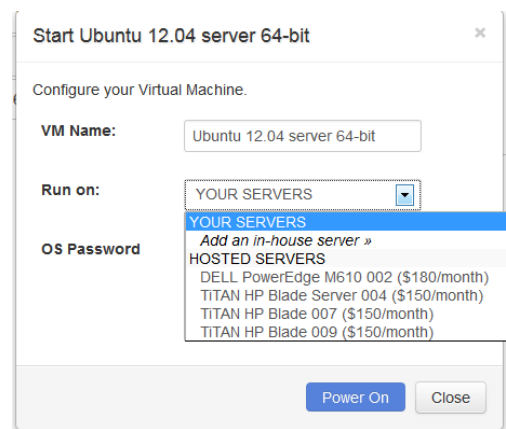 Start Ubuntu 12.04 server 64-bit ×
Configure your Virtual Machine.
VM Name: Ubuntu 12.04 server 64-bit
Run on: YOUR SERVERS
YOUR SERVERS
Add an in-house server »
HOSTED SERVERS
OS Password
DELL PowerEdge M610 002 ($180/month)
TiTAN HP Blade Server 004 ($150/month)
TiTAN HP Blade 007 ($150/month)
TiTAN HP Blade 009 ($150/month)
Power On Close